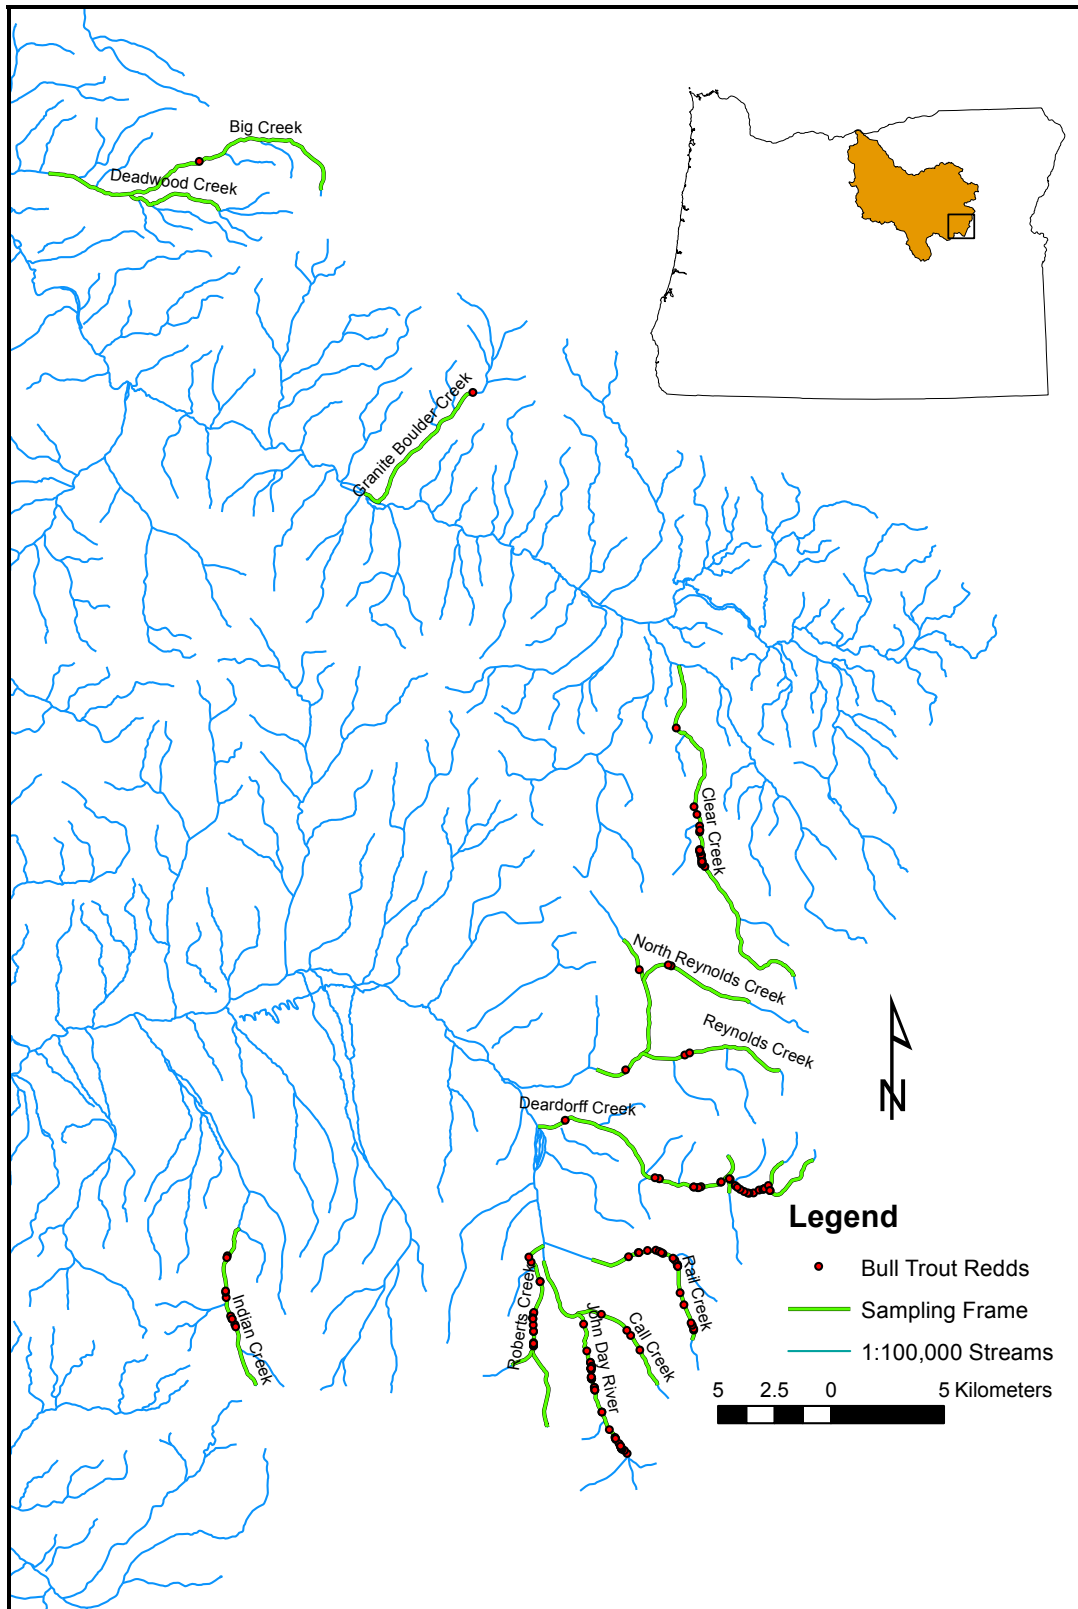 Big Creek
Deadwood Creek
Granite Boulder Creek
Clear Creek
North Reynolds Creek
Reynolds Creek
Deardorff Creek
Rail Creek
Roberts Creek
John Day River
Call Creek
Indian Creek
N
Legend
Bull Trout Redds
Sampling Frame
1:100,000 Streams
5 2.5 0 5 Kilometers